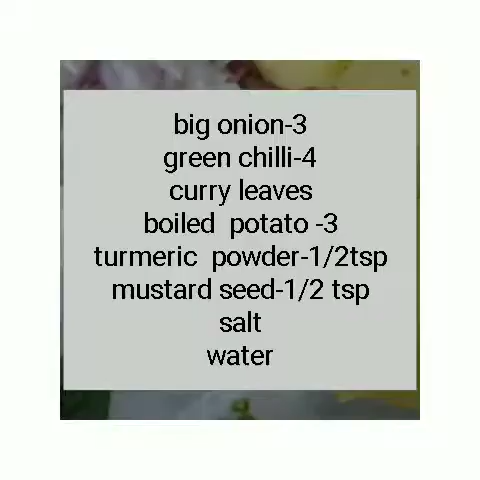 big onion-3
green chilli-4
curry leaves
boiled  potato -3
turmeric  powder-1/2tsp
mustard seed-1/2 tsp
salt
water